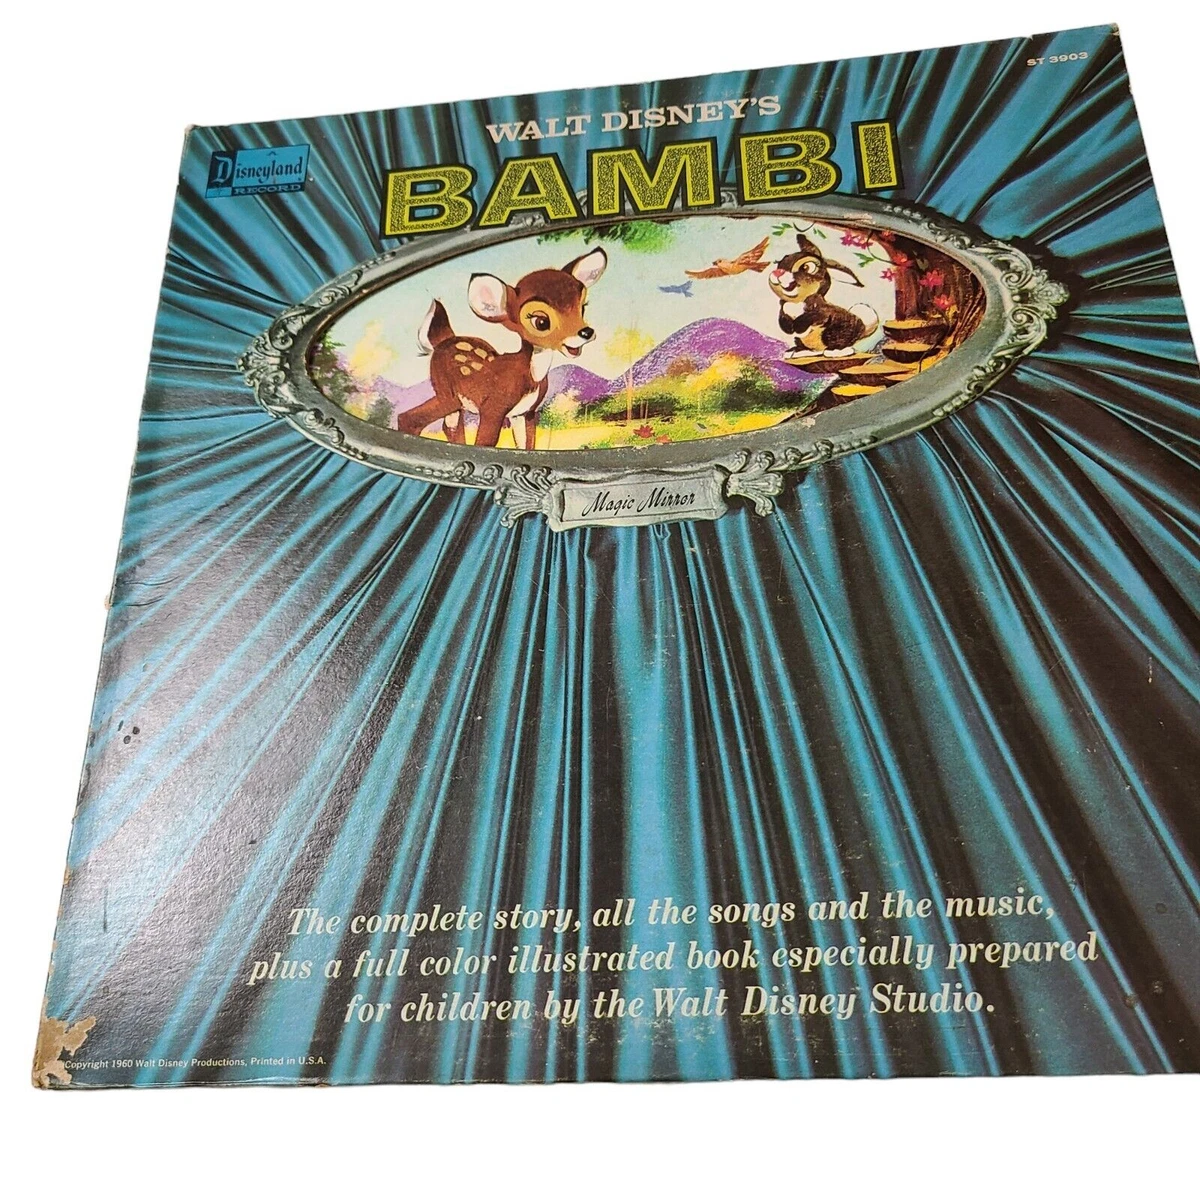 ST 3903
WALT DISNEY'S
Disneyland
RECORD
BAMBI
Magic Mirror
The complete story, all the songs and the music,
plus a full color illustrated book especially prepared
for children by the Walt Disney Studio.
Copyright 1960 Walt Disney Productions, Printed in U.S.A.